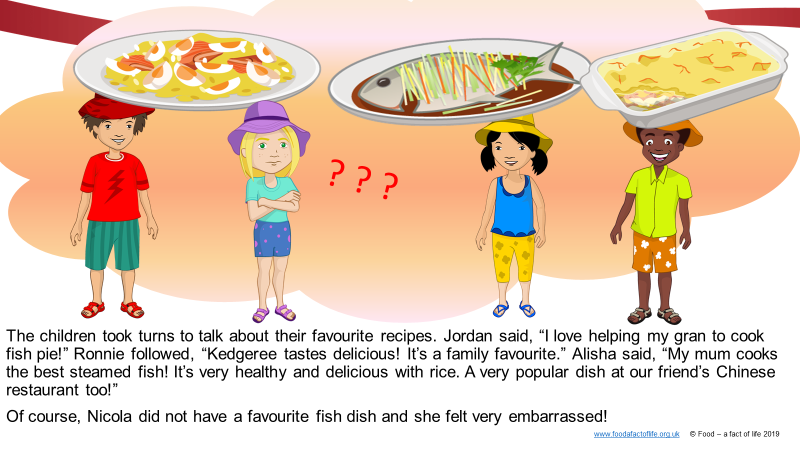 ? ? ?
The children took turns to talk about their favourite recipes. Jordan said, “I love helping my gran to cook
fish pie!” Ronnie followed, “Kedgeree tastes delicious! It’s a family favourite.” Alisha said, “My mum cooks
the best steamed fish! It’s very healthy and delicious with rice. A very popular dish at our friend’s Chinese
restaurant too!”
Of course, Nicola did not have a favourite fish dish and she felt very embarrassed!
www.foodafactoflife.org.uk © Food – a fact of life 2019